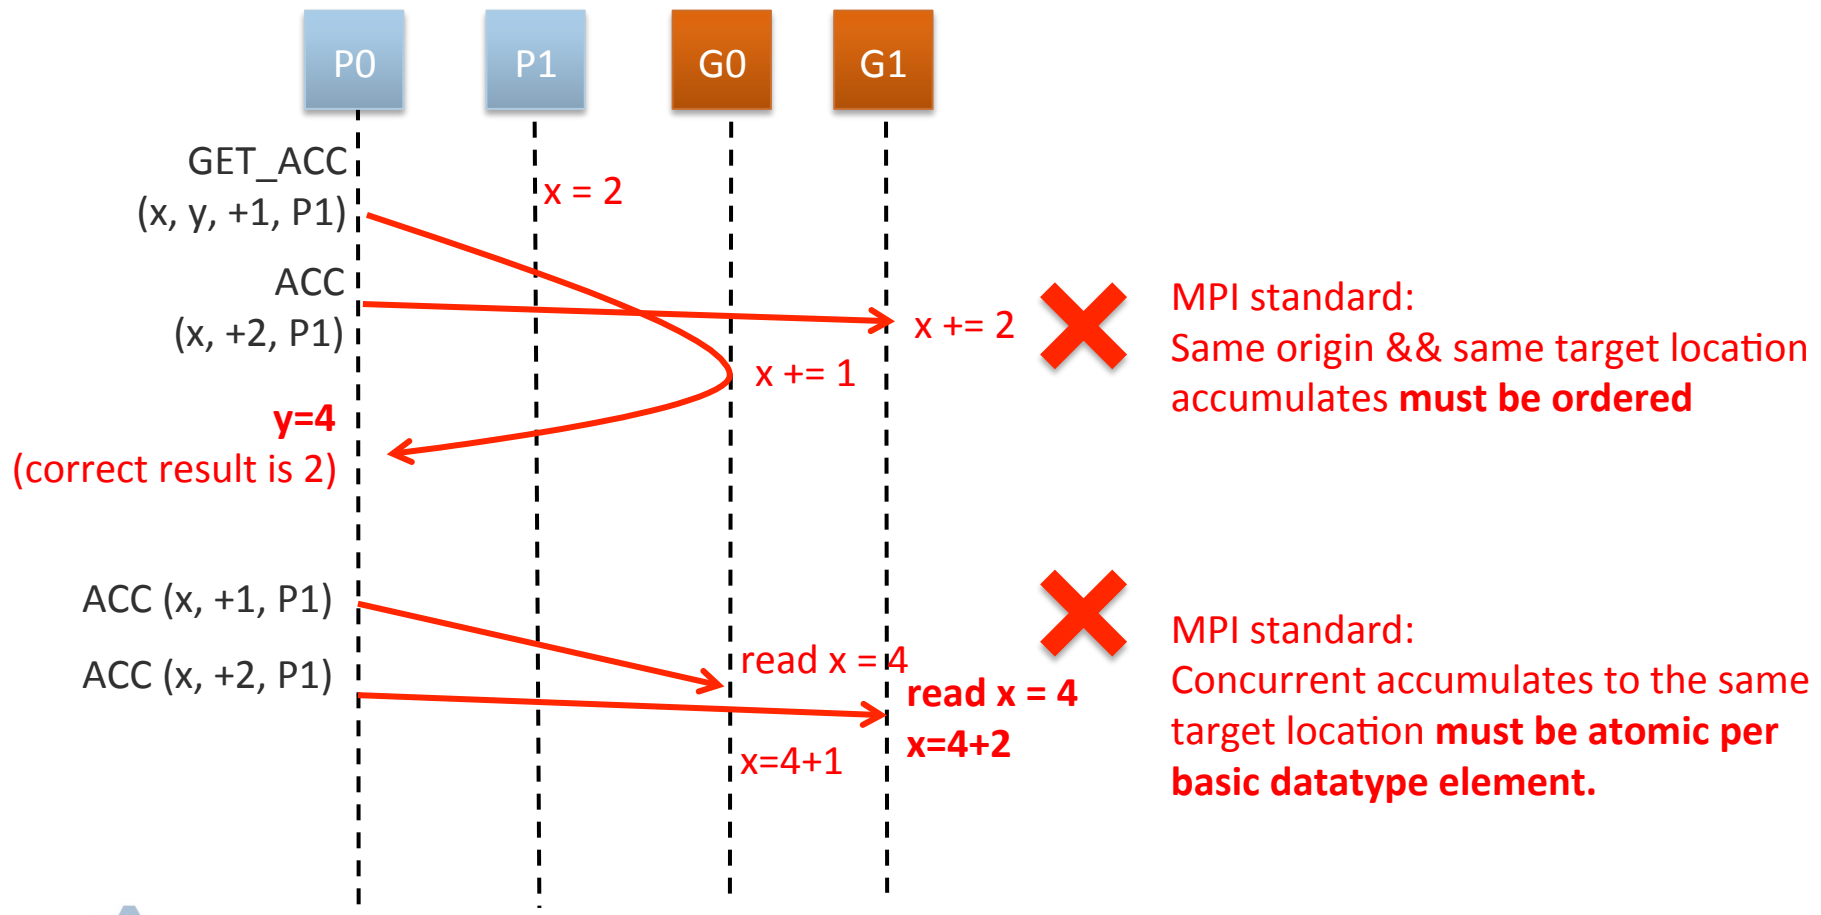 P0
P1
G0
G1
GET_ACC
(x, y, +1, P1)
x = 2
ACC
(x, +2, P1)
x += 2
x += 1
MPI standard:
Same origin && same target location
accumulates must be ordered
y=4
(correct result is 2)
ACC (x, +1, P1)
ACC (x, +2, P1)
read x = 4
read x = 4
x=4+2
x=4+1
MPI standard:
Concurrent accumulates to the same
target location must be atomic per
basic datatype element.